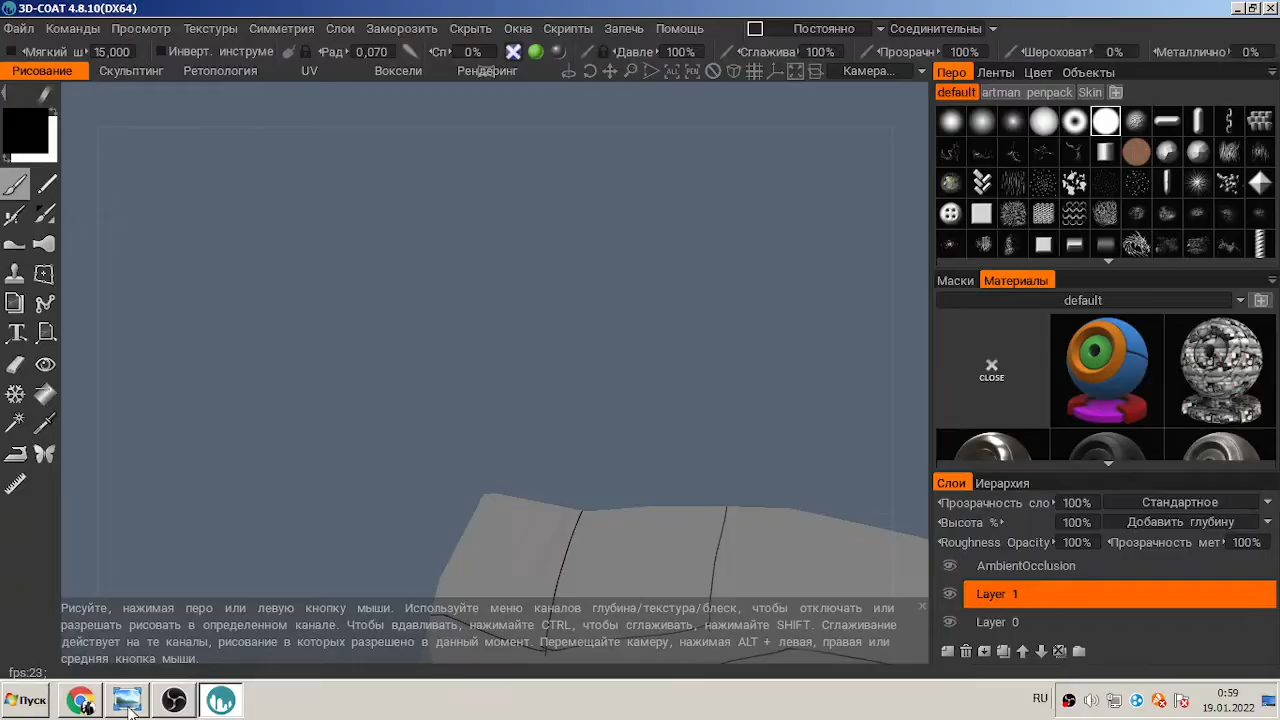 3D-COAT 4.8.10(DX64)
Файл Команды Просмотр Текстуры Симметрия Слои Заморозить Скрыть Окна Скрипты Запечь Помощь Постоянно Соединительны
Мягкий ш 15,000 Инверт. инструме Рад 0,070 Сп 0% Давле 100% Сглажива 100% Прозрачн 100% Шероховат 0% Металлично 0%
Рисование Скульптинг Ретопология UV Воксели Рендеринг ALL PEN Камера...
Перо Ленты Цвет Объекты
default artman penpack Skin
Маски Материалы
default
CLOSE
Слои Иерархия
Прозрачность сло 100% Стандартное
Высота % 100% Добавить глубину
Roughness Opacity 100% Прозрачность мет 100%
AmbientOcclusion
Layer 1
Layer 0
Рисуйте, нажимая перо или левую кнопку мыши. Используйте меню каналов глубина/текстура/блеск, чтобы отключать или
разрешать рисовать в определенном канале. Чтобы вдавливать, нажимайте CTRL, чтобы сглаживать, нажимайте SHIFT. Сглаживание
действует на те каналы, рисование в которых разрешено в данный момент. Перемещайте камеру, нажимая ALT + левая, правая или
средняя кнопка мыши.
fps:23;
Пуск RU 0:59
19.01.2022